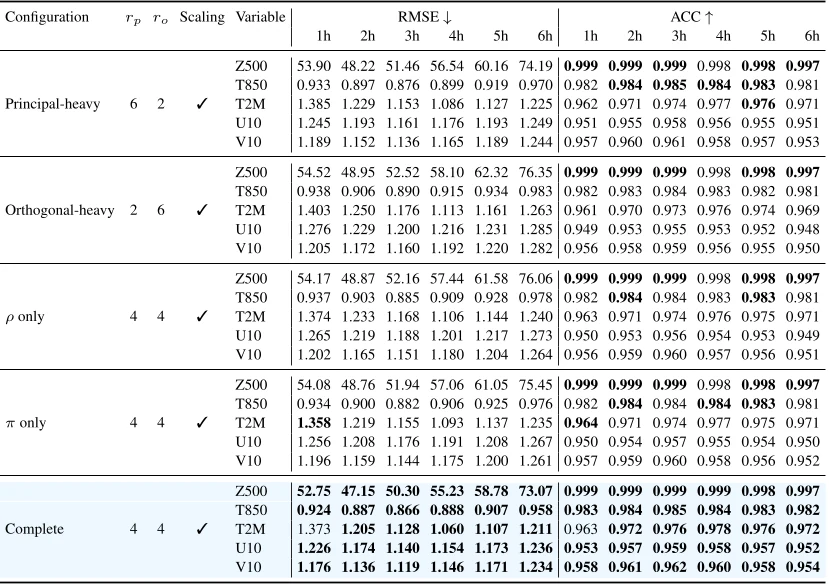 Configuration r_p r_o Scaling Variable RMSE ↓ ACC ↑
1h 2h 3h 4h 5h 6h 1h 2h 3h 4h 5h 6h
Z500 53.90 48.22 51.46 56.54 60.16 74.19 0.999 0.999 0.999 0.998 0.998 0.997
T850 0.933 0.897 0.876 0.899 0.919 0.970 0.982 0.984 0.985 0.984 0.983 0.981
Principal-heavy 6 2 ✓ T2M 1.385 1.229 1.153 1.086 1.127 1.225 0.962 0.971 0.974 0.977 0.976 0.971
U10 1.245 1.193 1.161 1.176 1.193 1.249 0.951 0.955 0.958 0.956 0.955 0.951
V10 1.189 1.152 1.136 1.165 1.189 1.244 0.957 0.960 0.961 0.958 0.957 0.953
Z500 54.52 48.95 52.52 58.10 62.32 76.35 0.999 0.999 0.999 0.998 0.998 0.997
T850 0.938 0.906 0.890 0.915 0.934 0.983 0.982 0.983 0.984 0.983 0.982 0.981
Orthogonal-heavy 2 6 ✓ T2M 1.403 1.250 1.176 1.113 1.161 1.263 0.961 0.970 0.973 0.976 0.974 0.969
U10 1.276 1.229 1.200 1.216 1.231 1.285 0.949 0.953 0.955 0.953 0.952 0.948
V10 1.205 1.172 1.160 1.192 1.220 1.282 0.956 0.958 0.959 0.956 0.955 0.950
Z500 54.17 48.87 52.16 57.44 61.58 76.06 0.999 0.999 0.999 0.998 0.998 0.997
T850 0.937 0.903 0.885 0.909 0.928 0.978 0.982 0.984 0.984 0.983 0.983 0.981
ρ only 4 4 ✓ T2M 1.374 1.233 1.168 1.106 1.144 1.240 0.963 0.971 0.974 0.976 0.975 0.971
U10 1.265 1.219 1.188 1.201 1.217 1.273 0.950 0.953 0.956 0.954 0.953 0.949
V10 1.202 1.165 1.151 1.180 1.204 1.264 0.956 0.959 0.960 0.957 0.956 0.951
Z500 54.08 48.76 51.94 57.06 61.05 75.45 0.999 0.999 0.999 0.998 0.998 0.997
T850 0.934 0.900 0.882 0.906 0.925 0.976 0.982 0.984 0.984 0.984 0.983 0.981
π only 4 4 ✓ T2M 1.358 1.219 1.155 1.093 1.137 1.235 0.964 0.971 0.974 0.977 0.975 0.971
U10 1.256 1.208 1.176 1.191 1.208 1.267 0.950 0.954 0.957 0.955 0.954 0.950
V10 1.196 1.159 1.144 1.175 1.200 1.261 0.957 0.959 0.960 0.958 0.956 0.952
Z500 52.75 47.15 50.30 55.23 58.78 73.07 0.999 0.999 0.999 0.999 0.998 0.997
T850 0.924 0.887 0.866 0.888 0.907 0.958 0.983 0.984 0.985 0.984 0.983 0.982
Complete 4 4 ✓ T2M 1.373 1.205 1.128 1.060 1.107 1.211 0.963 0.972 0.976 0.978 0.976 0.972
U10 1.226 1.174 1.140 1.154 1.173 1.236 0.953 0.957 0.959 0.958 0.957 0.952
V10 1.176 1.136 1.119 1.146 1.171 1.234 0.958 0.961 0.962 0.960 0.958 0.954